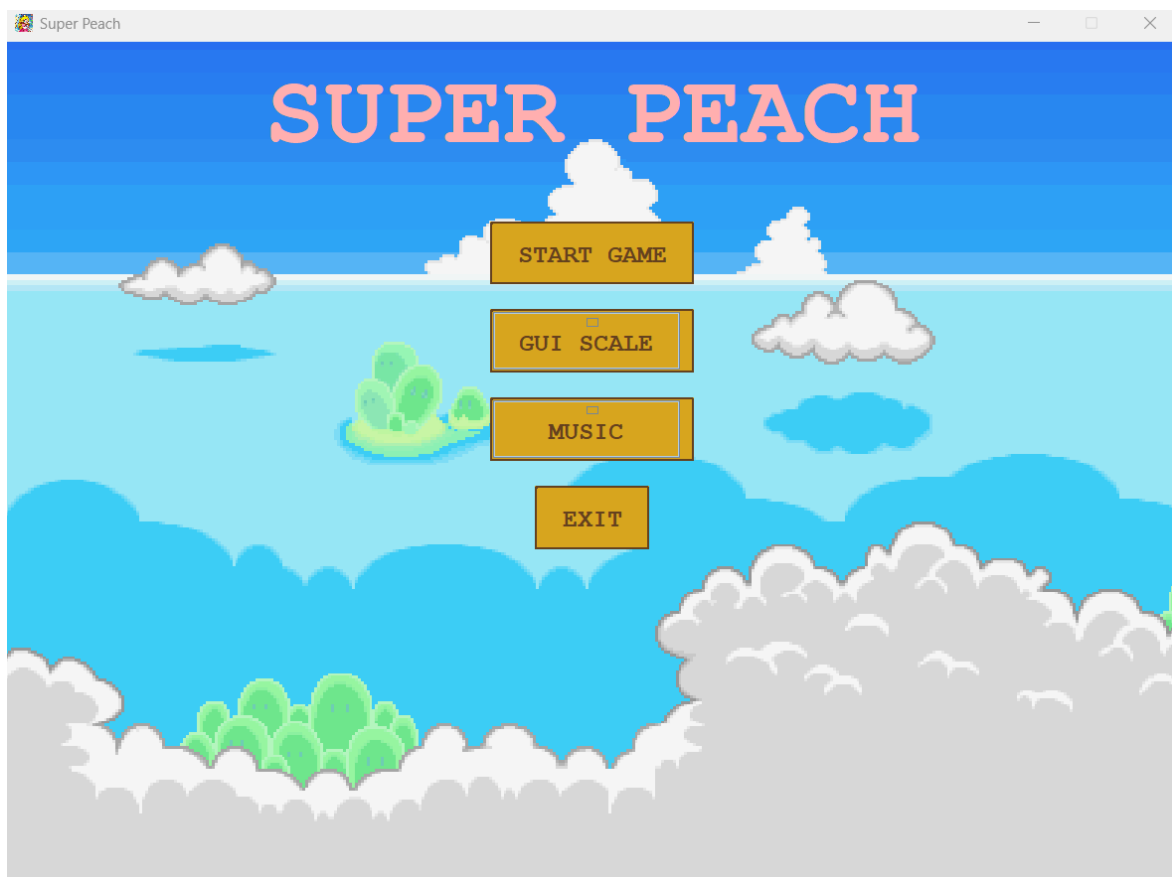 Super Peach
SUPER PEACH
START GAME
GUI SCALE
MUSIC
EXIT